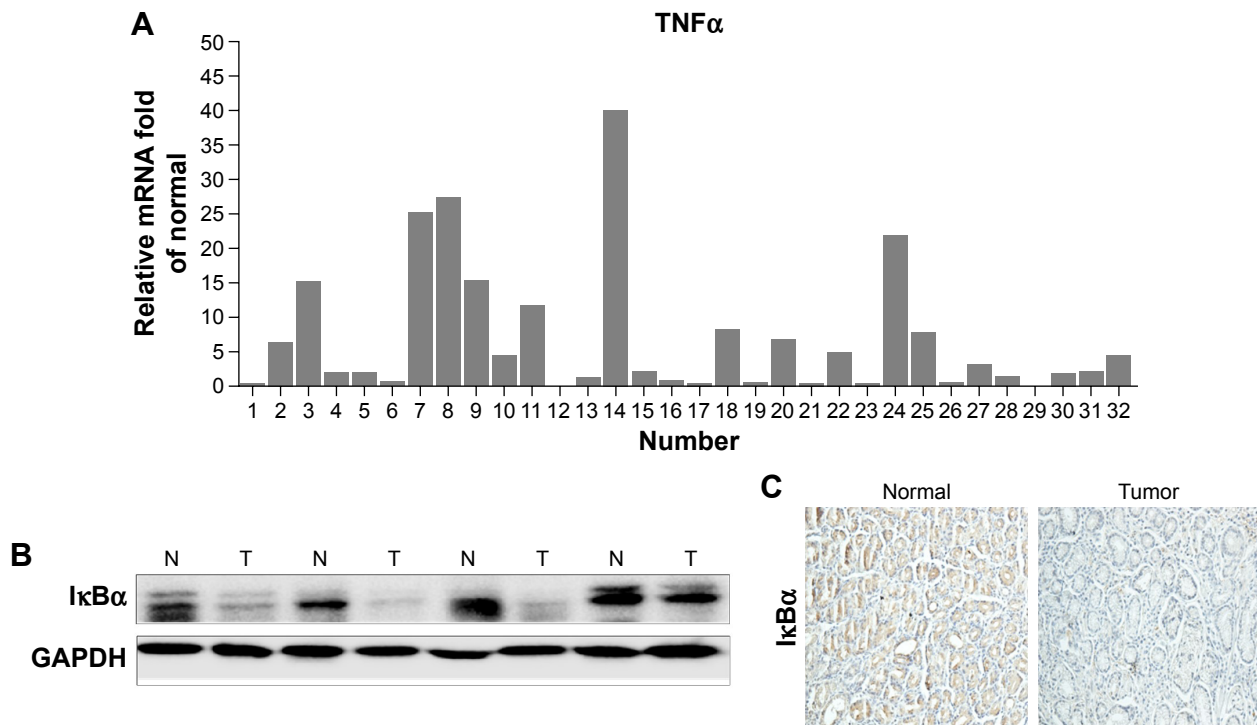 A
TNFα
50
45
40
35
30
25
20
15
10
5
0
Relative mRNA fold
of normal
1 2 3 4 5 6 7 8 9 10 11 12 13 14 15 16 17 18 19 20 21 22 23 24 25 26 27 28 29 30 31 32
Number
B
N T N T N T N T
IκBα
GAPDH
C
Normal Tumor
IκBα